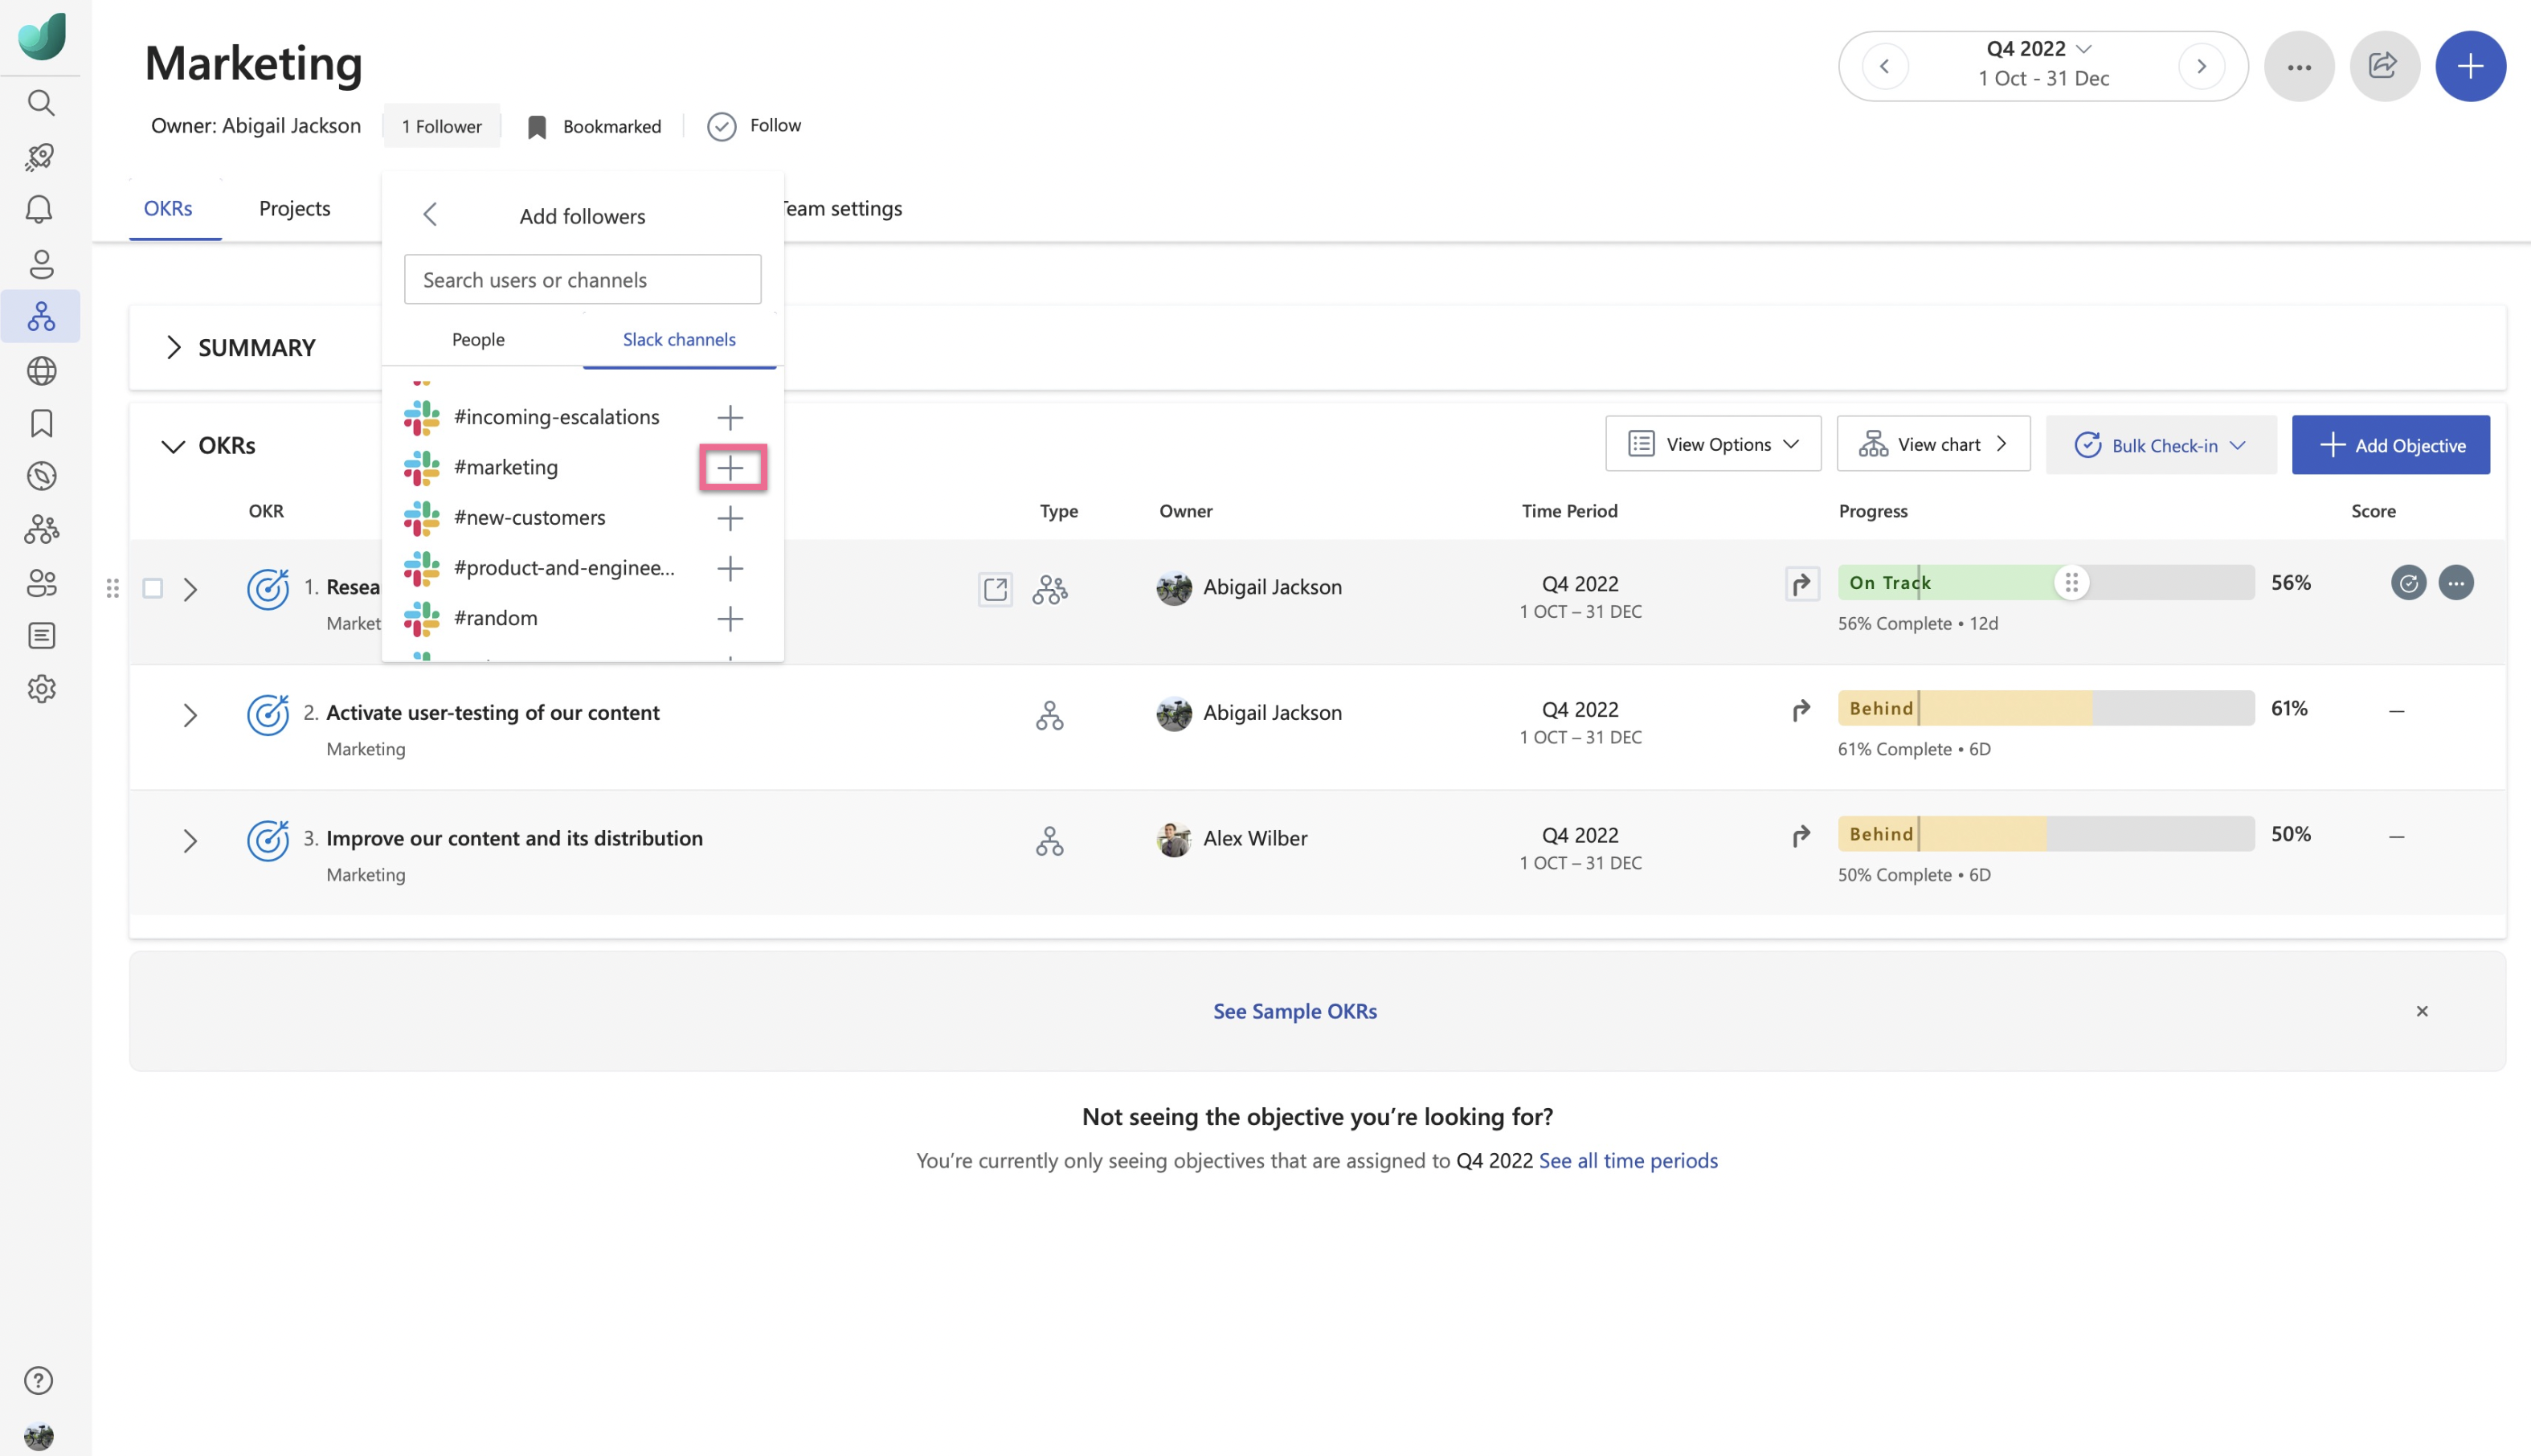 Marketing
Q4 2022
1 Oct - 31 Dec
Owner: Abigail Jackson
1 Follower
Bookmarked
Follow
OKRs
Projects
Team settings
Add followers
Search users or channels
People
Slack channels
#incoming-escalations
#marketing
#new-customers
#product-and-enginee...
#random
SUMMARY
OKRs
View Options
View chart
Bulk Check-in
Add Objective
OKR
Type
Owner
Time Period
Progress
Score
1. Resea
Market
Abigail Jackson
Q4 2022
1 OCT – 31 DEC
On Track
56%
56% Complete • 12d
2. Activate user-testing of our content
Marketing
Abigail Jackson
Q4 2022
1 OCT – 31 DEC
Behind
61%
–
61% Complete • 6D
3. Improve our content and its distribution
Marketing
Alex Wilber
Q4 2022
1 OCT – 31 DEC
Behind
50%
–
50% Complete • 6D
See Sample OKRs
Not seeing the objective you’re looking for?
You’re currently only seeing objectives that are assigned to Q4 2022 See all time periods